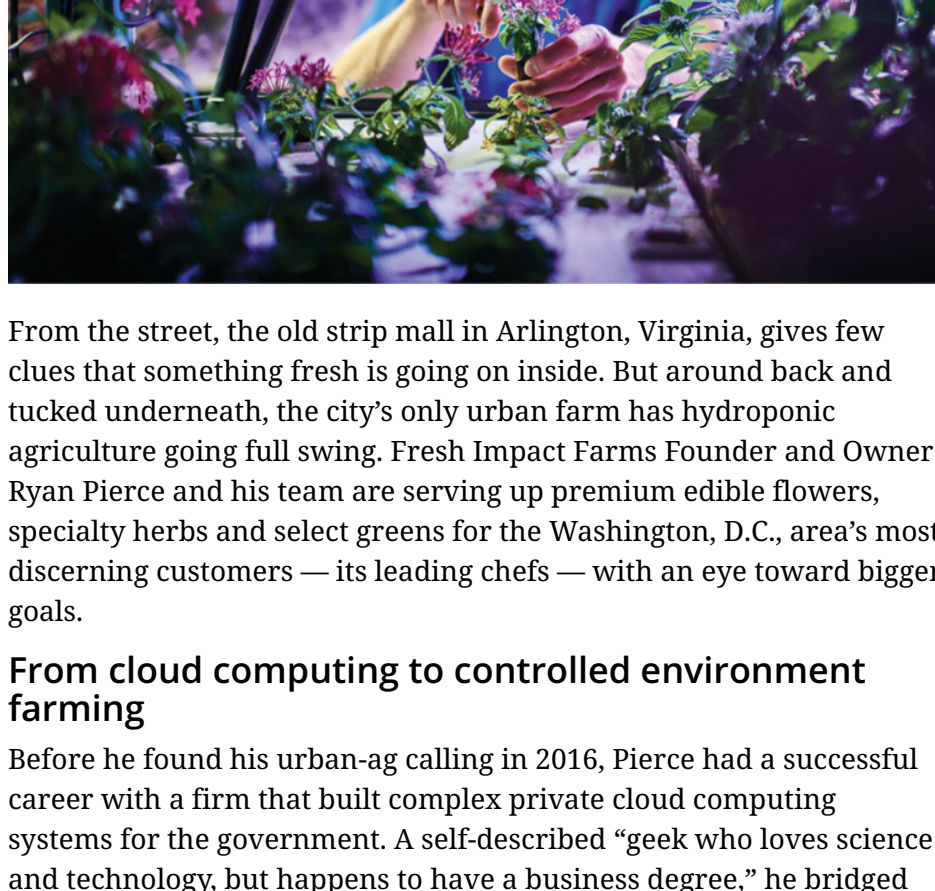 From the street, the old strip mall in Arlington, Virginia, gives few
clues that something fresh is going on inside. But around back and
tucked underneath, the city’s only urban farm has hydroponic
agriculture going full swing. Fresh Impact Farms Founder and Owner
Ryan Pierce and his team are serving up premium edible flowers,
specialty herbs and select greens for the Washington, D.C., area’s most
discerning customers — its leading chefs — with an eye toward bigger
goals.
From cloud computing to controlled environment
farming
Before he found his urban-ag calling in 2016, Pierce had a successful
career with a firm that built complex private cloud computing
systems for the government. A self-described “geek who loves science
and technology, but happens to have a business degree,” he bridged